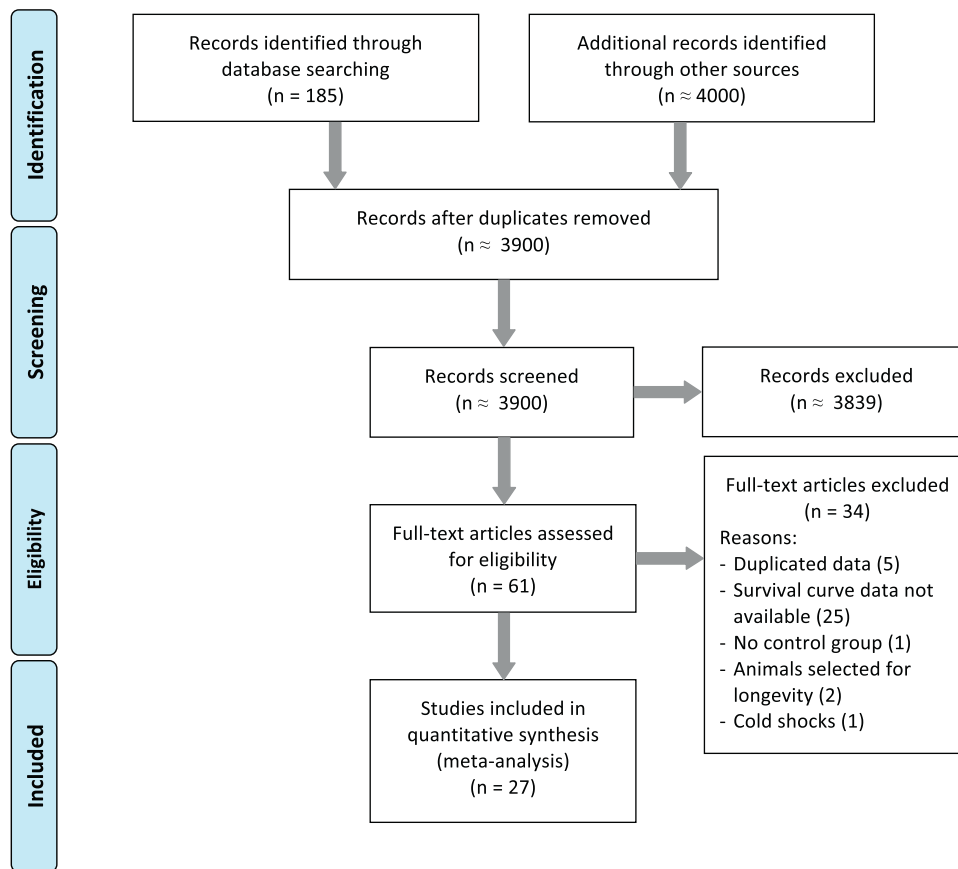 Identification
Records identified through
database searching
(n = 185)
Additional records identified
through other sources
(n ≈ 4000)
Records after duplicates removed
(n ≈ 3900)
Screening
Records screened
(n ≈ 3900)
Records excluded
(n ≈ 3839)
Eligibility
Full-text articles assessed
for eligibility
(n = 61)
Full-text articles excluded
(n = 34)
Reasons:
- Duplicated data (5)
- Survival curve data not
available (25)
- No control group (1)
- Animals selected for
longevity (2)
- Cold shocks (1)
Included
Studies included in
quantitative synthesis
(meta-analysis)
(n = 27)